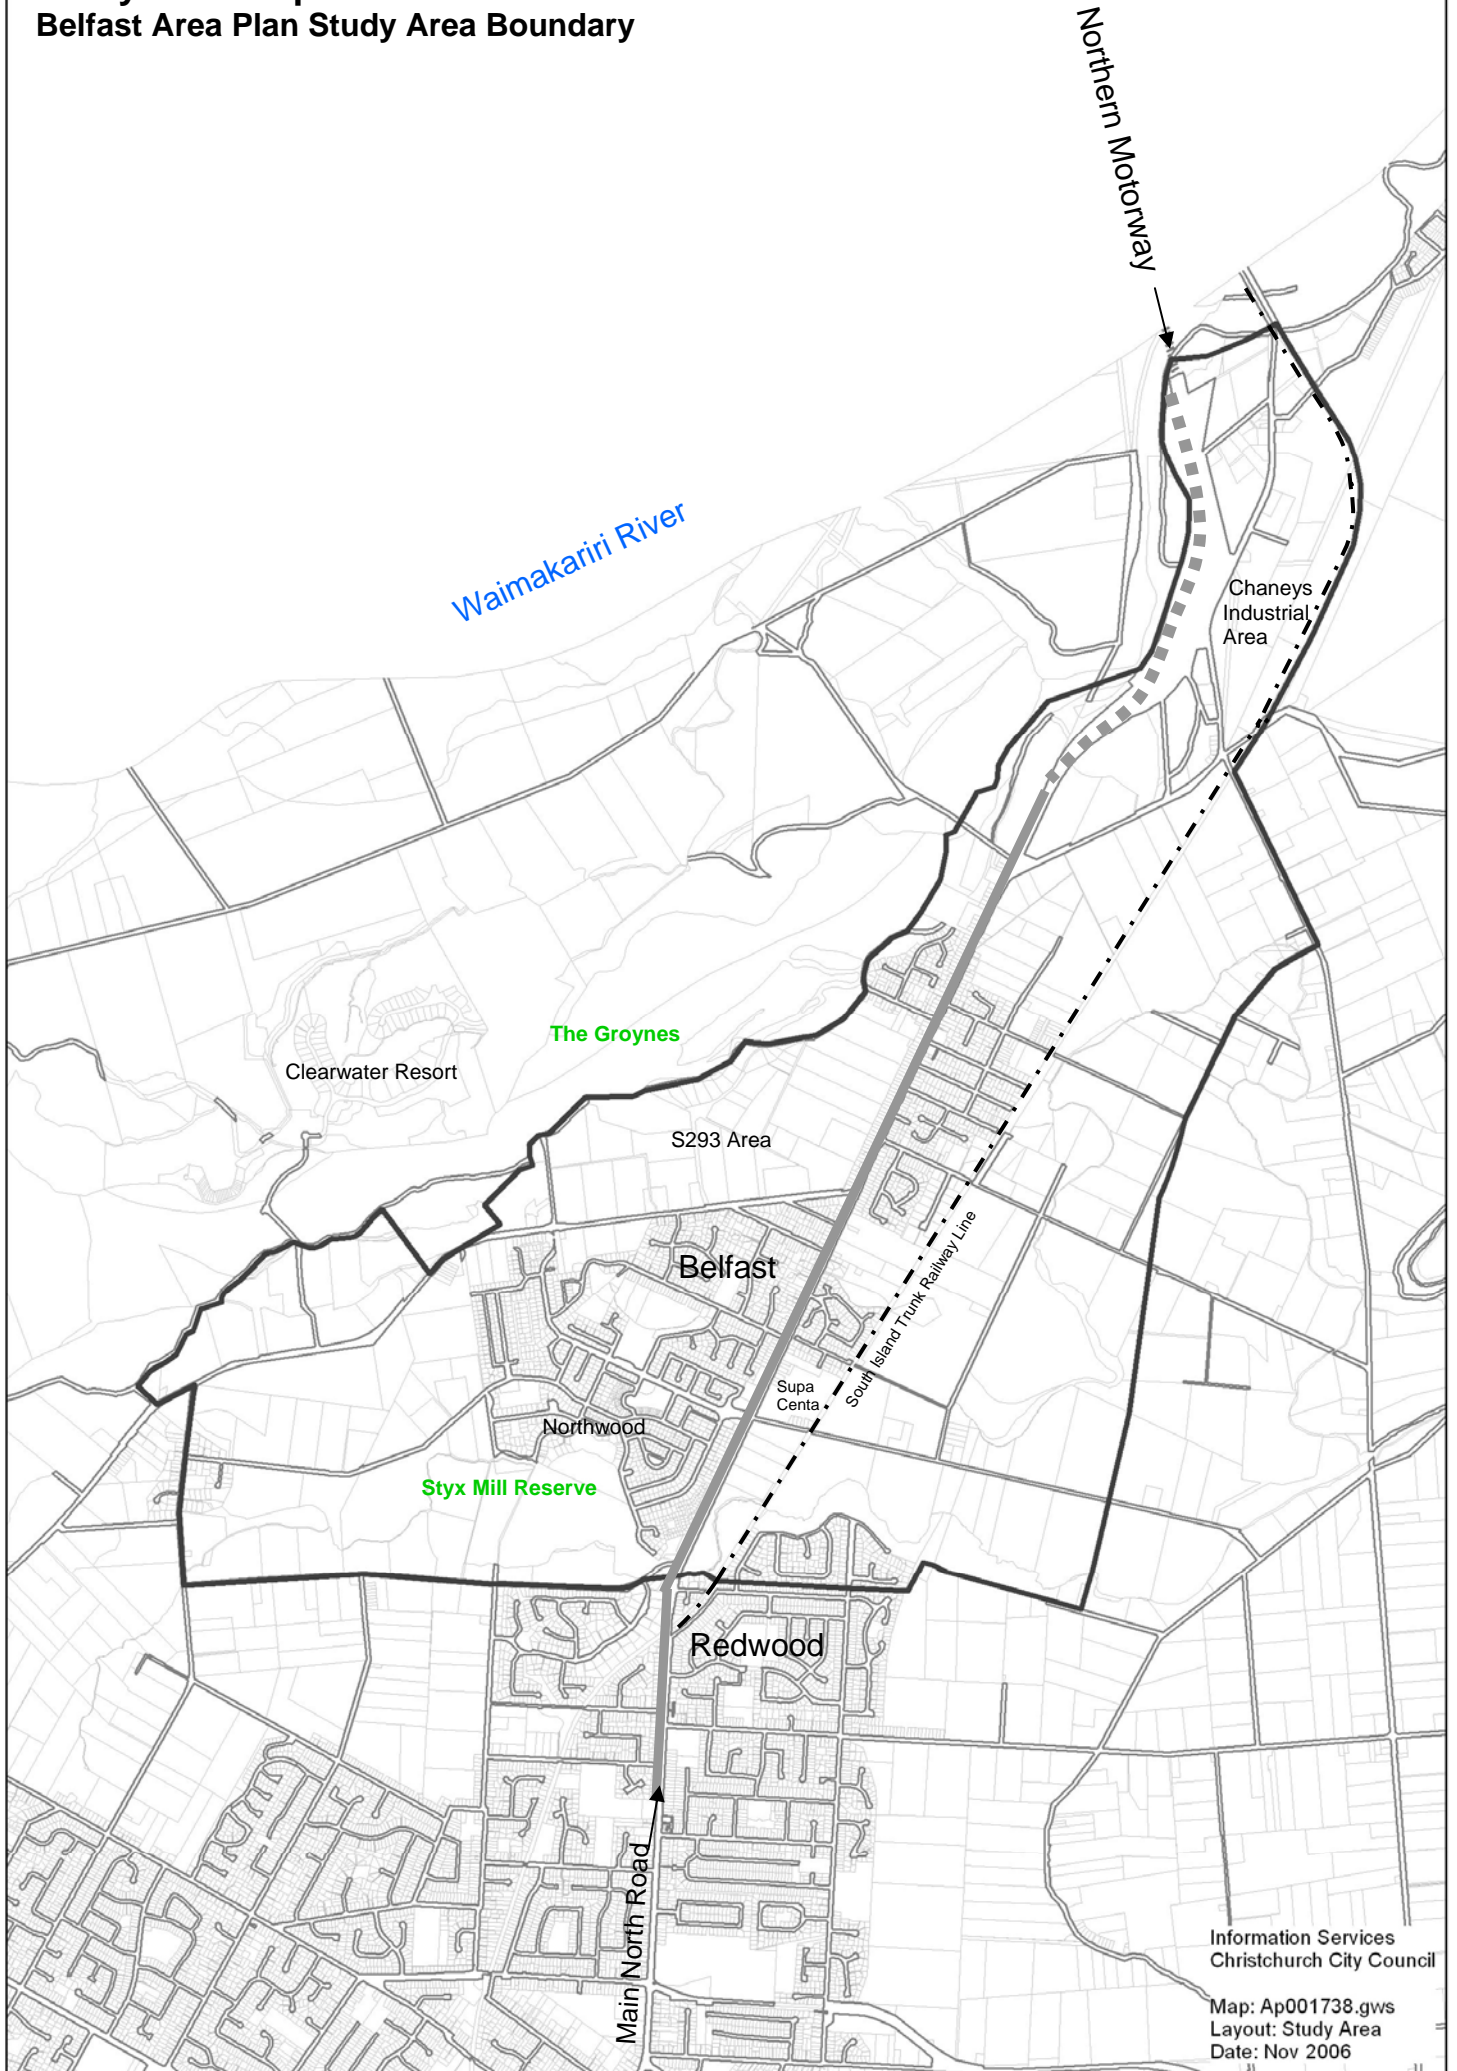 Belfast Area Plan Study Area Boundary
Northern Motorway
Waimakariri River
Chaneys
Industrial
Area
The Groynes
Clearwater Resort
S293 Area
Belfast
South Island Trunk Railway Line
Supa
Centa
Northwood
Styx Mill Reserve
Redwood
Main North Road
Information Services
Christchurch City Council
Map: Ap001738.gws
Layout: Study Area
Date: Nov 2006